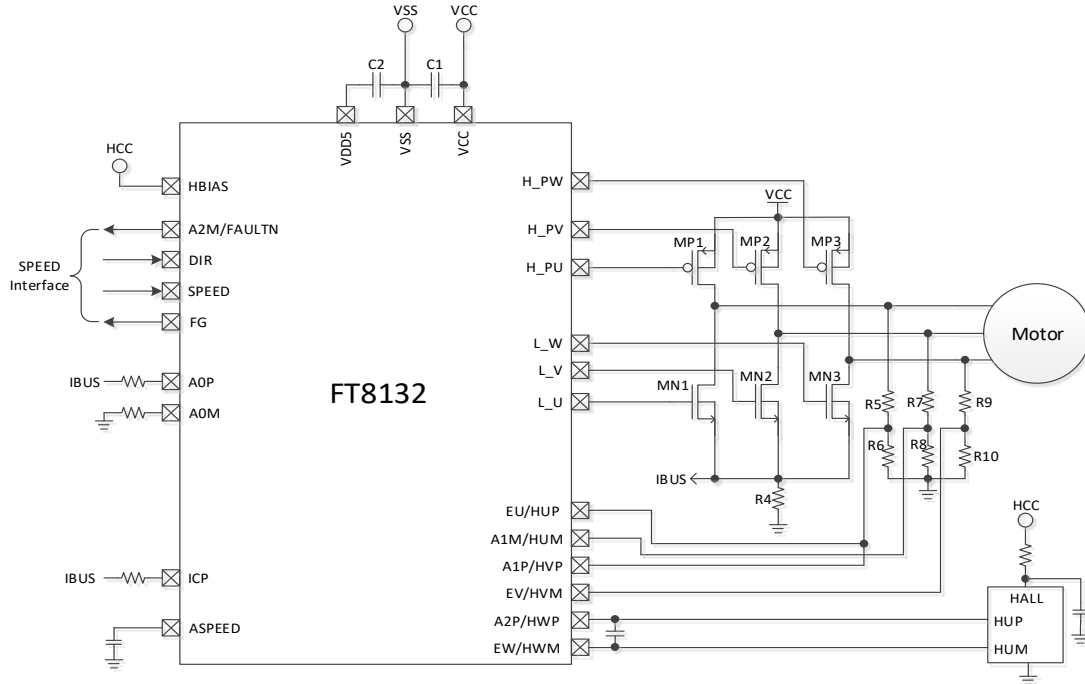 VSS
VCC
C2
C1
VDD5
VSS
VCC
HCC
HBIAS
A2M/FAULTN
DIR
SPEED
FG
SPEED
Interface
IBUS
A0P
A0M
FT8132
IBUS
ICP
ASPEED
H_PW
H_PV
H_PU
L_W
L_V
L_U
EU/HUP
A1M/HUM
A1P/HVP
EV/HVM
A2P/HWP
EW/HWM
VCC
MP1
MP2
MP3
MN1
MN2
MN3
Motor
R5
R7
R9
R6
R8
R10
IBUS
R4
HCC
HALL
HUP
HUM